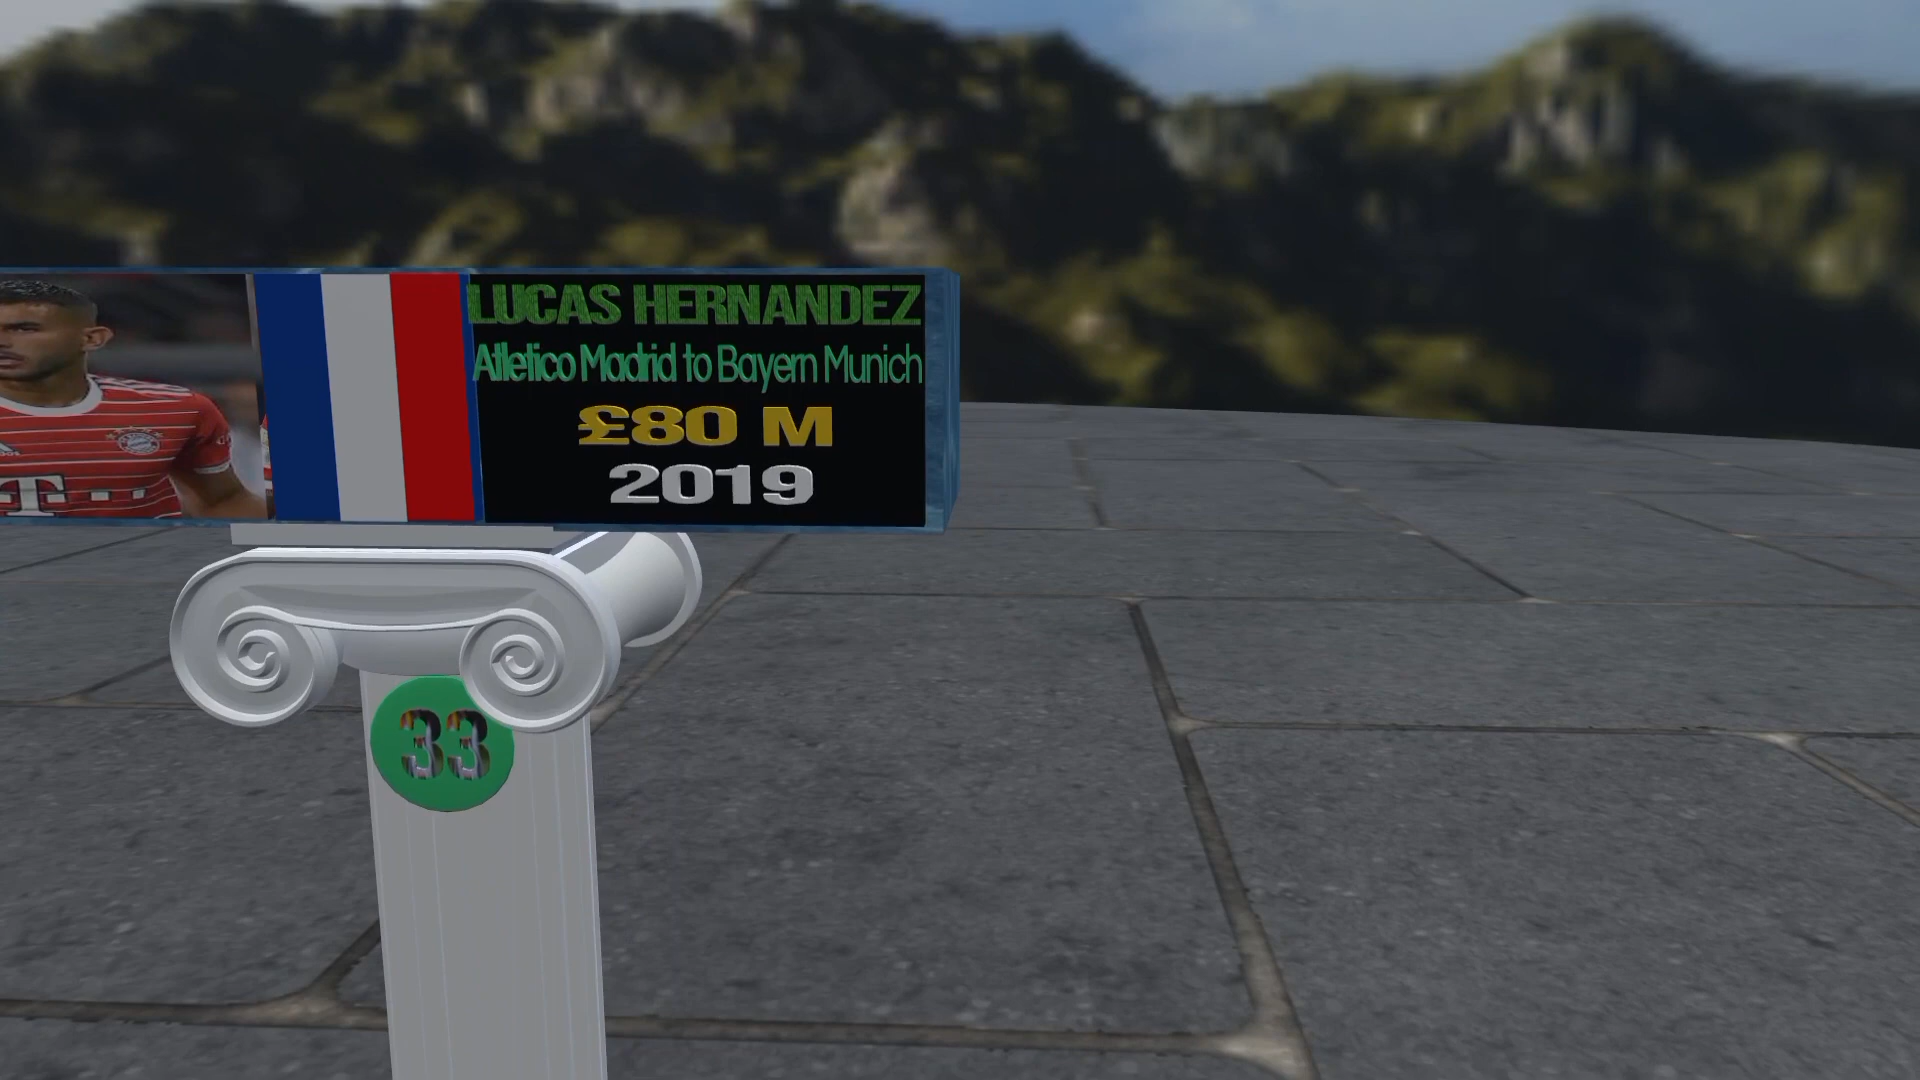 LUCAS HERNANDEZ
Atletico Madrid to Bayern Munich
£80 M
2019
33